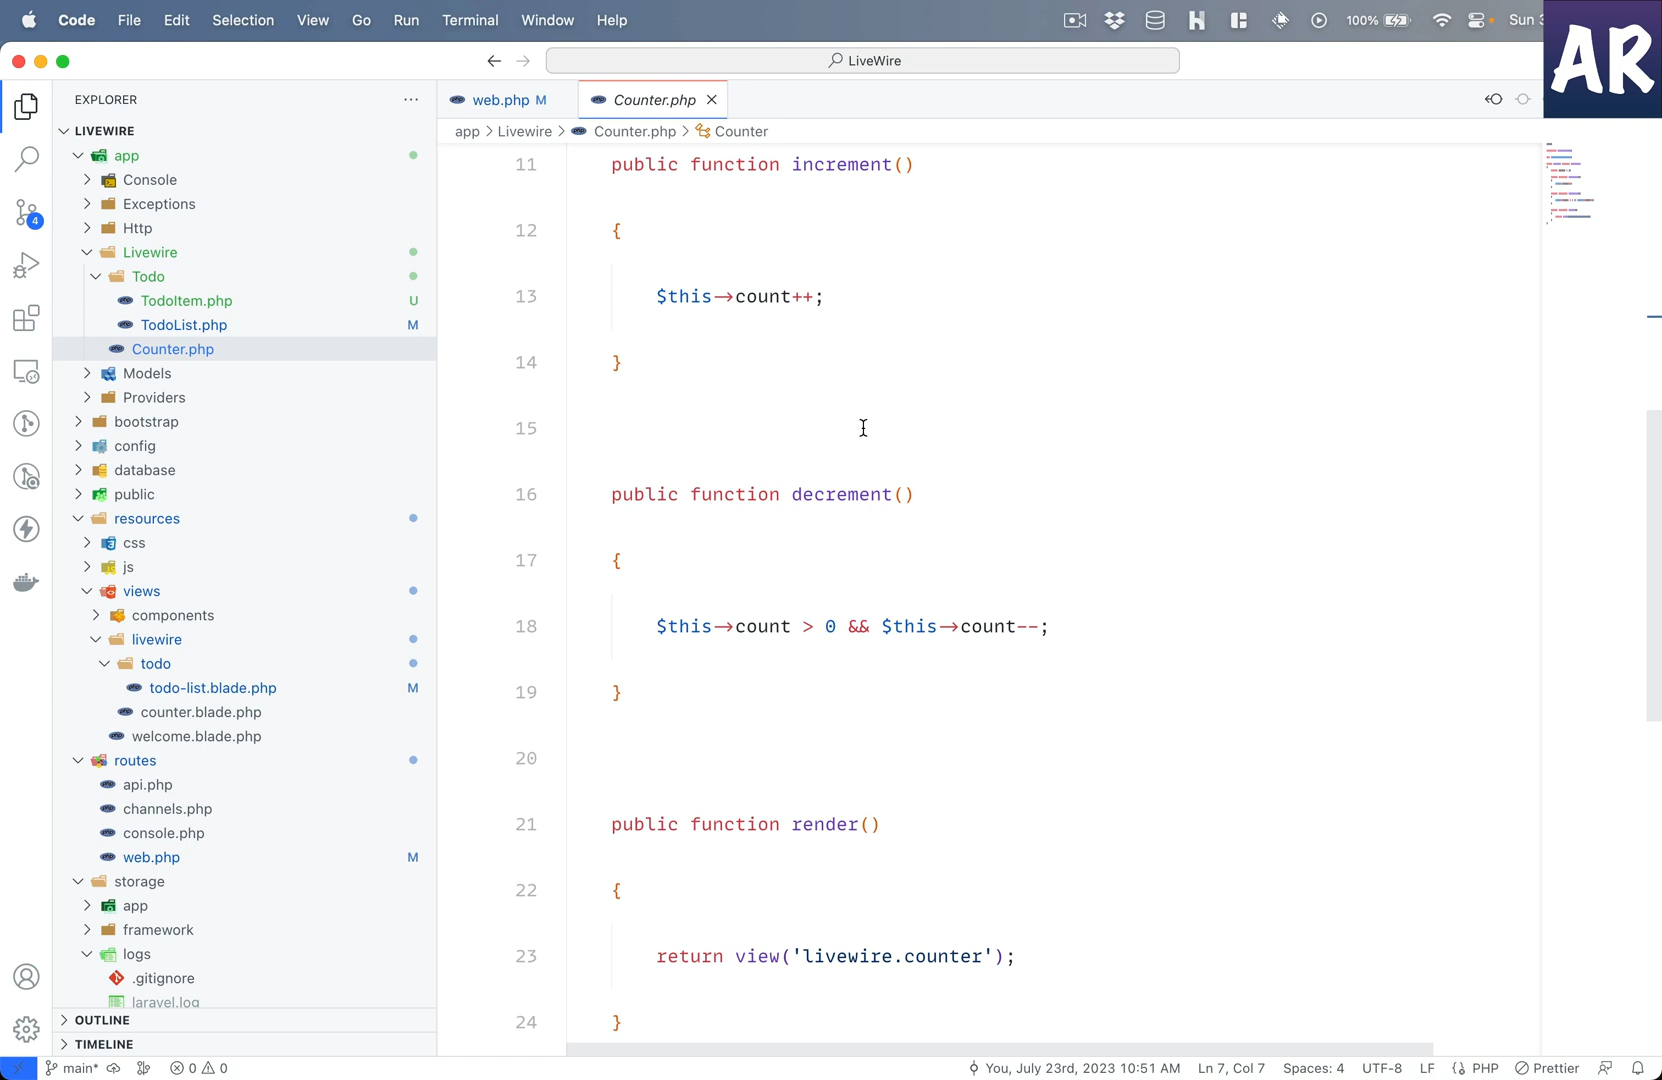 Code File Edit Selection View Go Run Terminal Window Help 100% Sun
AR
LiveWire
EXPLORER
web.php M
Counter.php
app > Livewire > Counter.php > Counter
LIVEWIRE
app
Console
Exceptions
Http
Livewire
Todo
TodoItem.php U
TodoList.php M
Counter.php
Models
Providers
bootstrap
config
database
public
resources
css
js
views
components
livewire
todo
todo-list.blade.php M
counter.blade.php
welcome.blade.php
routes
api.php
channels.php
console.php
web.php M
storage
app
framework
logs
.gitignore
laravel.log
OUTLINE
TIMELINE
4
11 public function increment()
12 {
13 $this->count++;
14 }
15
16 public function decrement()
17 {
18 $this->count > 0 && $this->count--;
19 }
20
21 public function render()
22 {
23 return view('livewire.counter');
24 }
main* 0 0 You, July 23rd, 2023 10:51 AM Ln 7, Col 7 Spaces: 4 UTF-8 LF PHP Prettier